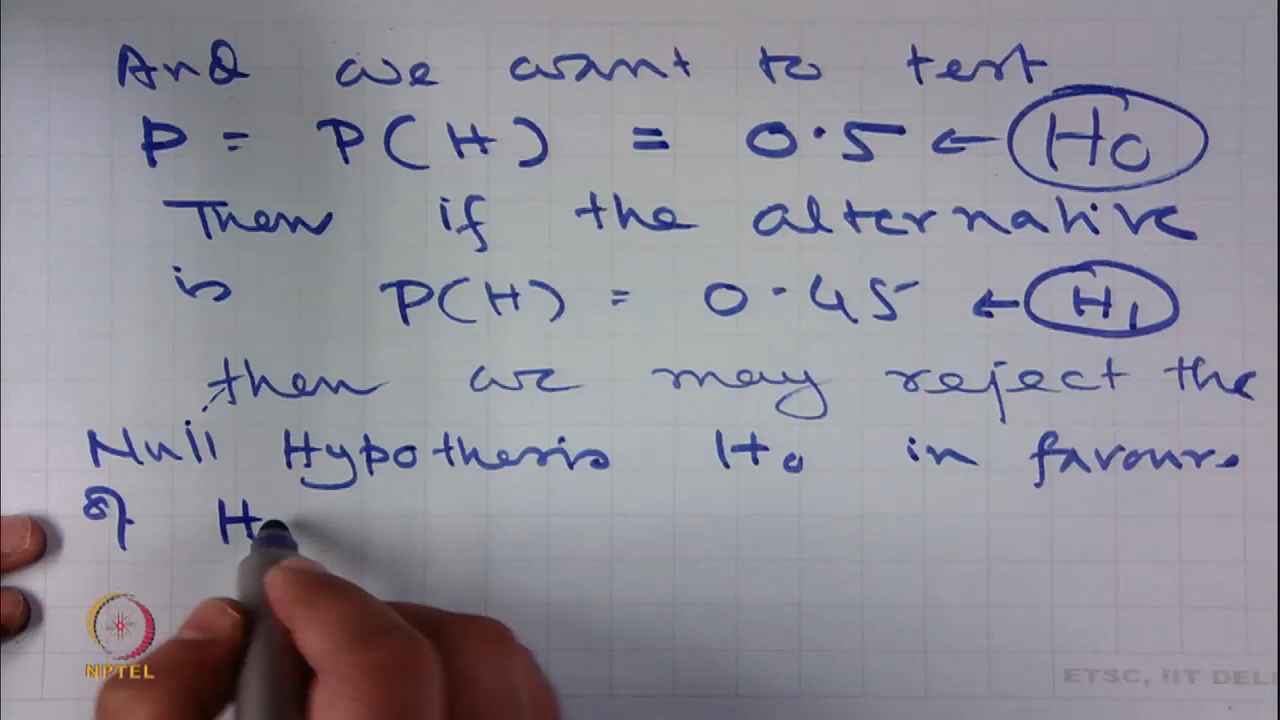 And we want to test
p = P(H) = 0.5 ← H0
Then if the alternative
is P(H) = 0.45 ← H1
then we may reject the
Null Hypothesis H0 in favour
of H
NPTEL
ETSC, IIT DEL